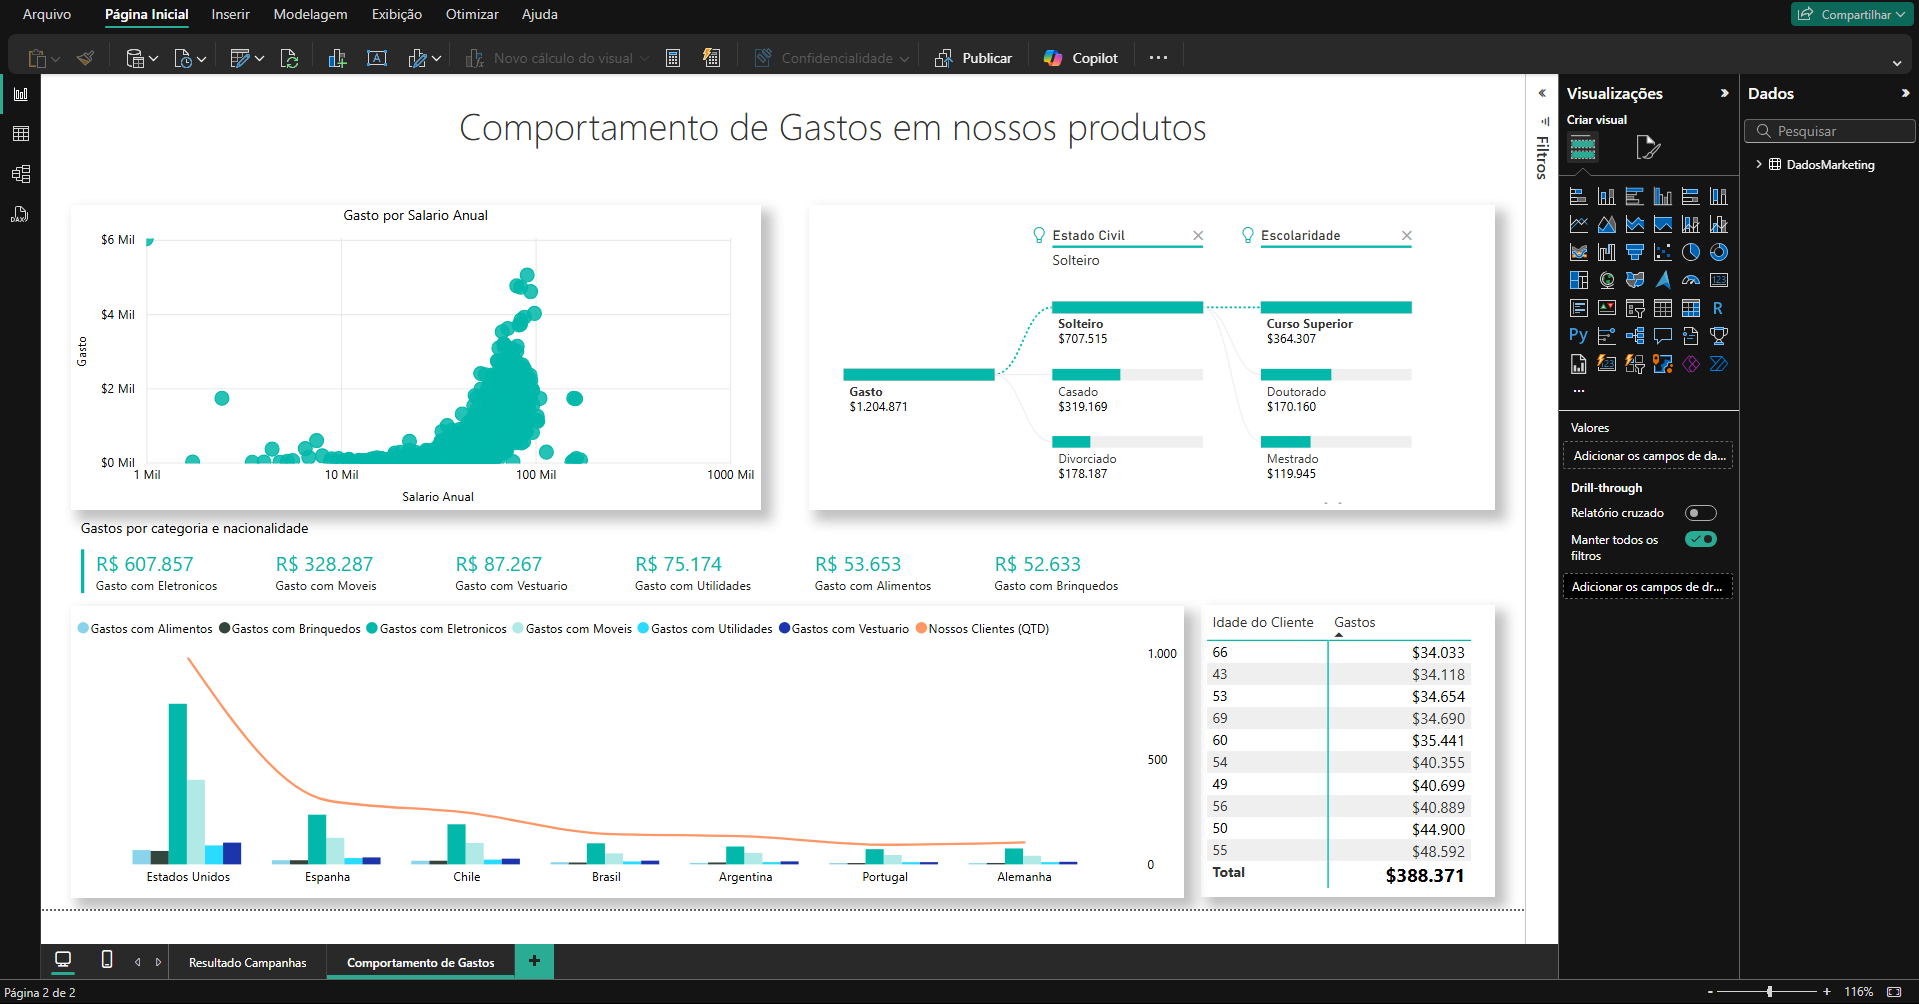 Arquivo Página Inicial Inserir Modelagem Exibição Otimizar Ajuda Compartilhar
Novo cálculo do visual Confidencialidade Publicar Copilot
Comportamento de Gastos em nossos produtos
Gasto por Salario Anual
$6 Mil
$4 Mil
$2 Mil
$0 Mil
Gasto
1 Mil 10 Mil 100 Mil 1000 Mil
Salario Anual
Estado Civil Escolaridade
Solteiro
Gasto
$1.204.871
Solteiro
$707.515
Casado
$319.169
Divorciado
$178.187
Curso Superior
$364.307
Doutorado
$170.160
Mestrado
$119.945
Gastos por categoria e nacionalidade
R$ 607.857 R$ 328.287 R$ 87.267 R$ 75.174 R$ 53.653 R$ 52.633
Gasto com Eletronicos Gasto com Moveis Gasto com Vestuario Gasto com Utilidades Gasto com Alimentos Gasto com Brinquedos
Gastos com Alimentos Gastos com Brinquedos Gastos com Eletronicos Gastos com Moveis Gastos com Utilidades Gastos com Vestuario Nossos Clientes (QTD)
1.000
500
0
Estados Unidos Espanha Chile Brasil Argentina Portugal Alemanha
Idade do Cliente Gastos
66 $34.033
43 $34.118
53 $34.654
69 $34.690
60 $35.441
54 $40.355
49 $40.699
56 $40.889
50 $44.900
55 $48.592
Total $388.371
Filtros
Visualizações
Criar visual
123
R
Py
123
...
Valores
Adicionar os campos de da...
Drill-through
Relatório cruzado
Manter todos os
filtros
Adicionar os campos de dr...
Dados
Pesquisar
DadosMarketing
DAX
Resultado Campanhas Comportamento de Gastos +
Página 2 de 2
- + 116%